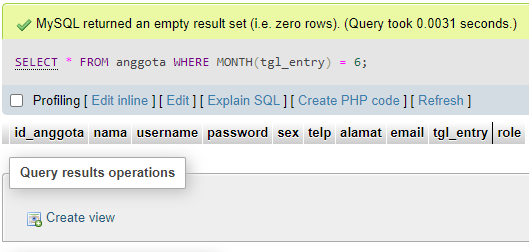 MySQL returned an empty result set (i.e. zero rows). (Query took 0.0031 seconds.)
SELECT * FROM anggota WHERE MONTH(tgl_entry) = 6;
Profiling [ Edit inline ] [ Edit ] [ Explain SQL ] [ Create PHP code ] [ Refresh ]
id_anggota nama username password sex telp alamat email tgl_entry role
Query results operations
Create view